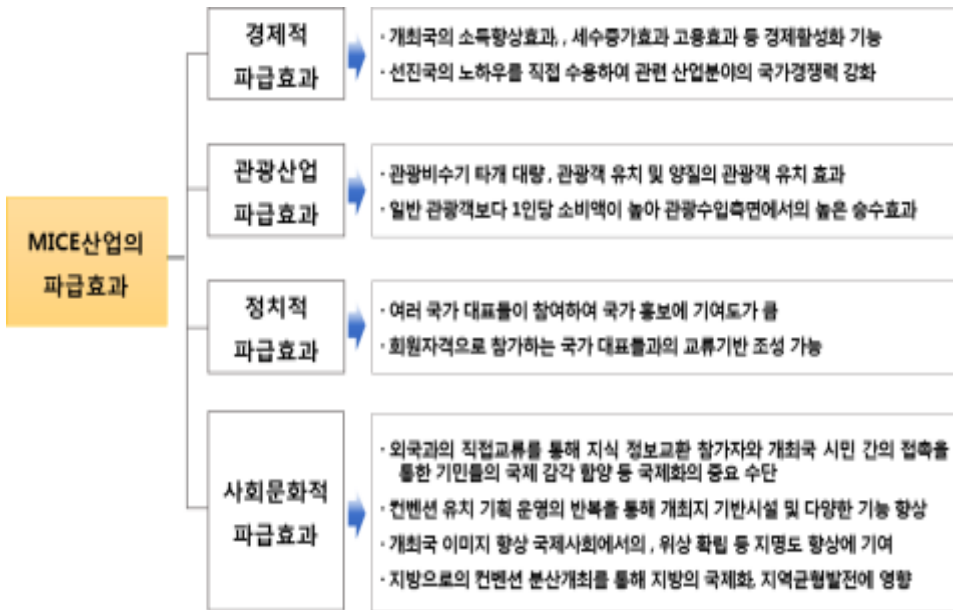 MICE산업의
파급효과
경제적
파급효과
· 개최국의 소득향상효과, , 세수증가효과 고용효과 등 경제활성화 기능
· 선진국의 노하우를 직접 수용하여 관련 산업분야의 국가경쟁력 강화
관광산업
파급효과
· 관광비수기 타개 대량 , 관광객 유치 및 양질의 관광객 유치 효과
· 일반 관광객보다 1인당 소비액이 높아 관광수입측면에서의 높은 승수효과
정치적
파급효과
· 여러 국가 대표들이 참여하여 국가 홍보에 기여도가 큼
· 회원자격으로 참가하는 국가 대표들과의 교류기반 조성 가능
사회문화적
파급효과
· 외국과의 직접교류를 통해 지식 정보교환 참가자와 개최국 시민 간의 접촉을
통한 기민들의 국제 감각 함양 등 국제화의 중요 수단
· 컨벤션 유치 기획 운영의 반복을 통해 개최지 기반시설 및 다양한 기능 향상
· 개최국 이미지 향상 국제사회에서의 , 위상 확립 등 지명도 향상에 기여
· 지방으로의 컨벤션 분산개최를 통해 지방의 국제화, 지역균형발전에 영향